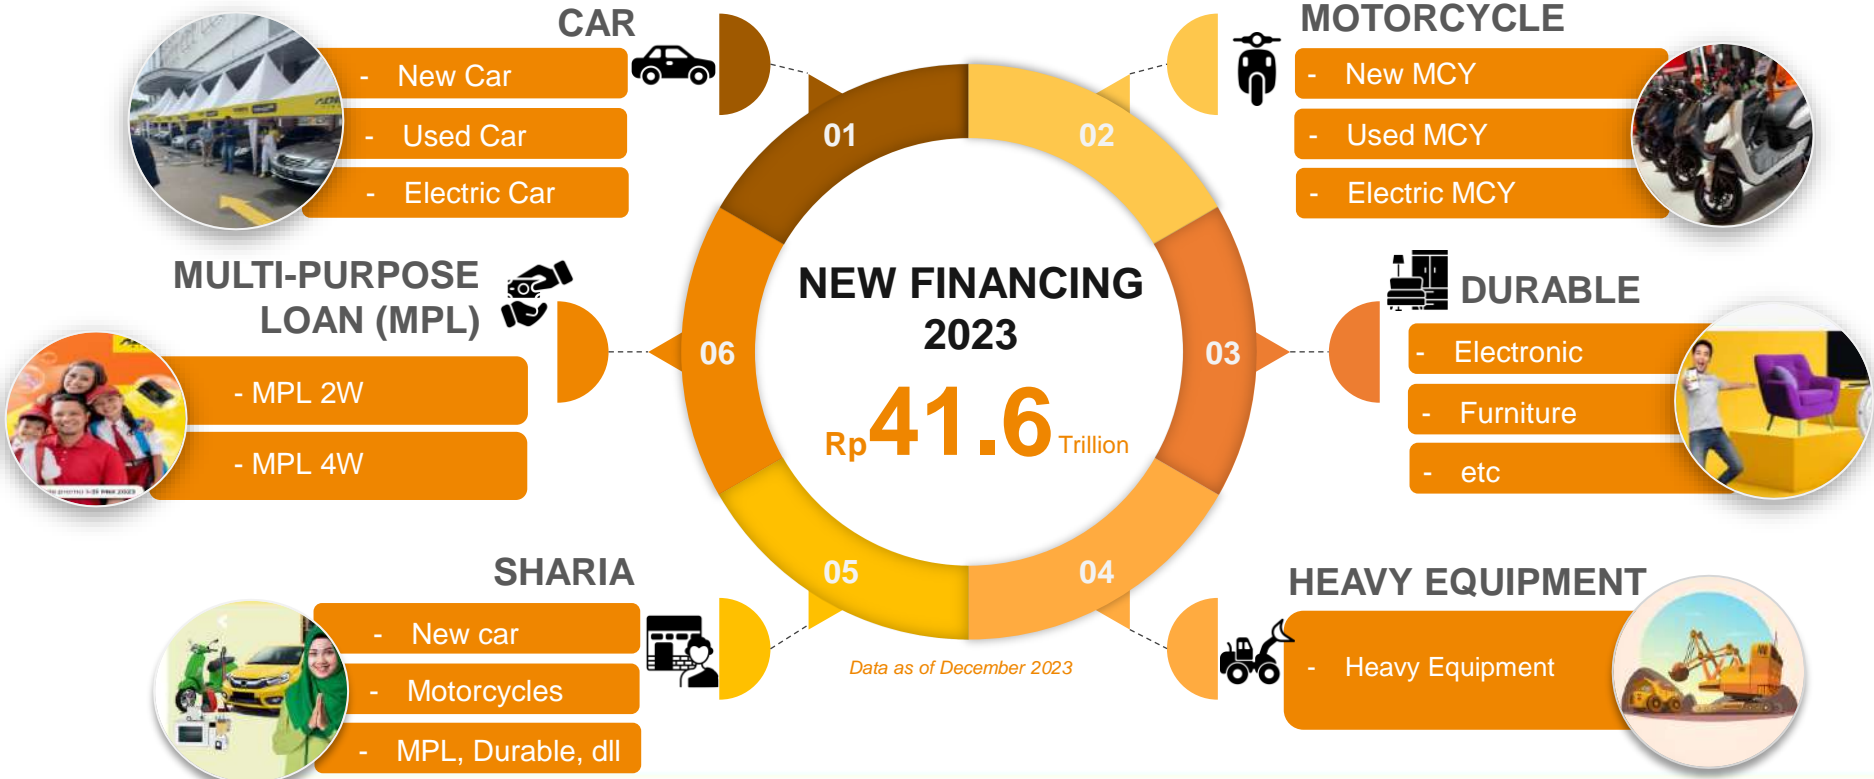 CAR
- New Car
- Used Car
- Electric Car
01
02
MOTORCYCLE
- New MCY
- Used MCY
- Electric MCY
MULTI-PURPOSE
LOAN (MPL)
- MPL 2W
- MPL 4W
06
NEW FINANCING
2023
Rp 41.6 Trillion
03
DURABLE
- Electronic
- Furniture
- etc
SHARIA
- New car
- Motorcycles
- MPL, Durable, dll
05
04
Data as of December 2023
HEAVY EQUIPMENT
- Heavy Equipment